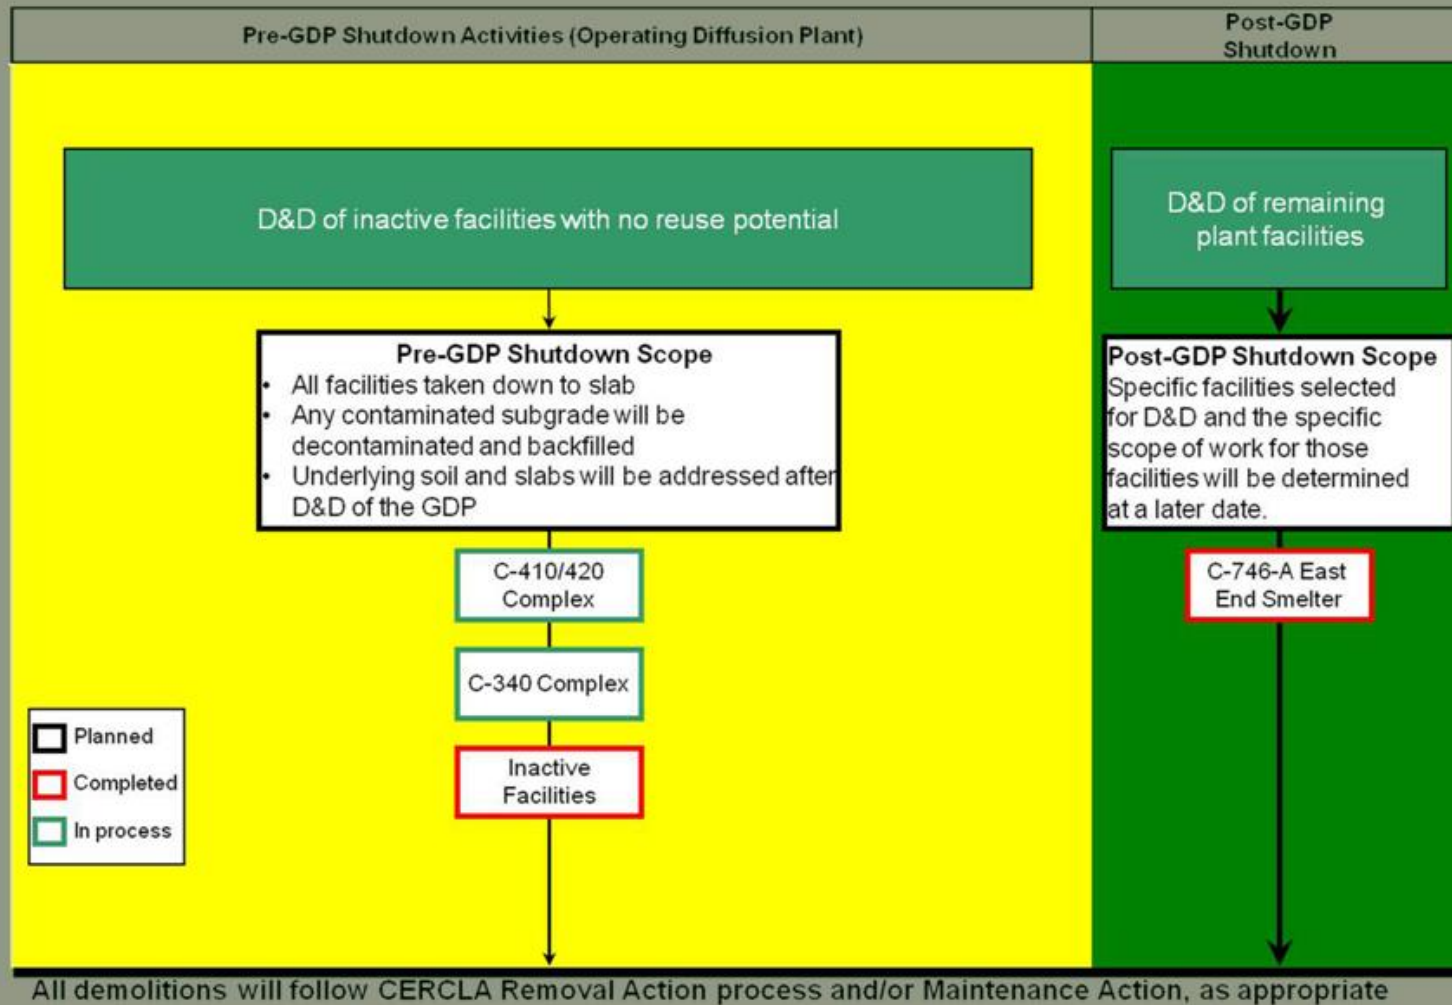 Pre-GDP Shutdown Activities (Operating Diffusion Plant)
Post-GDP
Shutdown
D&D of inactive facilities with no reuse potential
D&D of remaining
plant facilities
Pre-GDP Shutdown Scope
• All facilities taken down to slab
• Any contaminated subgrade will be
decontaminated and backfilled
• Underlying soil and slabs will be addressed after
D&D of the GDP
Post-GDP Shutdown Scope
Specific facilities selected
for D&D and the specific
scope of work for those
facilities will be determined
at a later date.
C-410/420
Complex
C-746-A East
End Smelter
C-340 Complex
Inactive
Facilities
Planned
Completed
In process
All demolitions will follow CERCLA Removal Action process and/or Maintenance Action, as appropriate